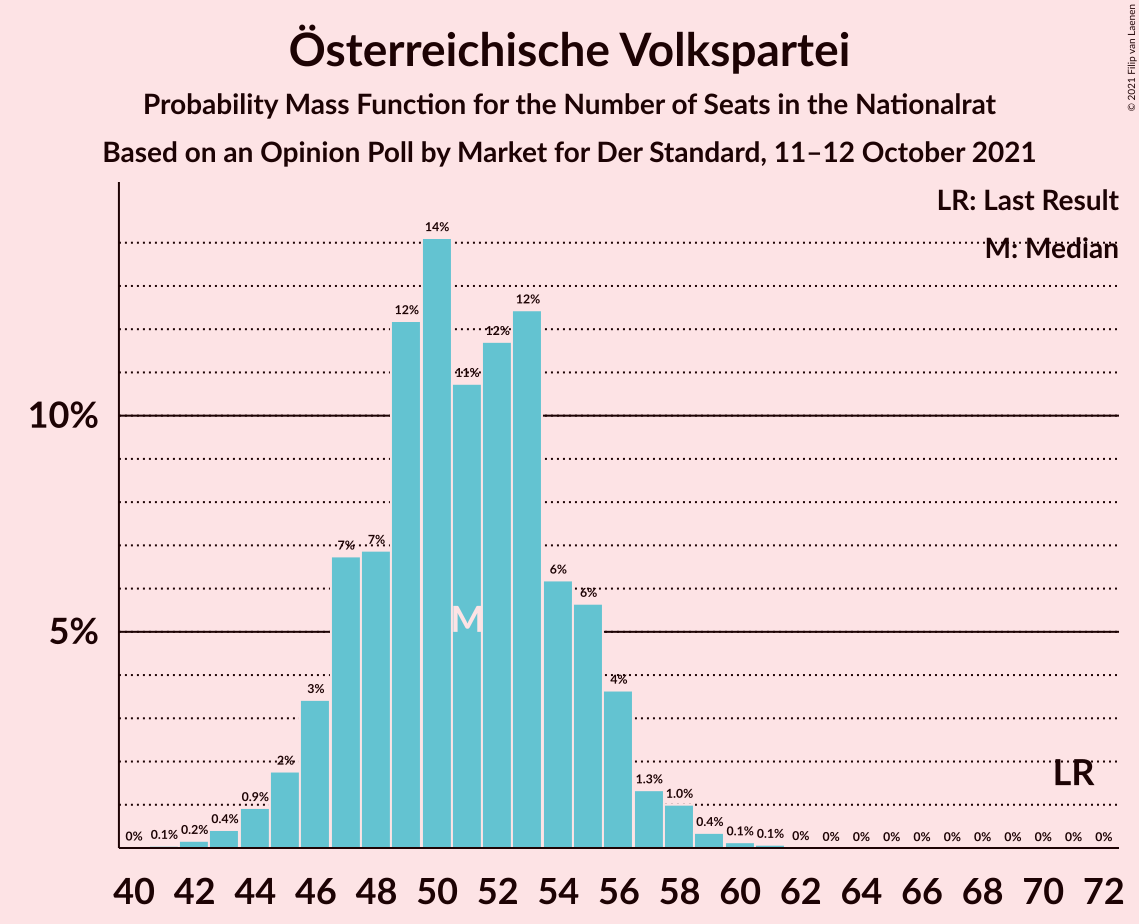 Österreichische Volkspartei
Probability Mass Function for the Number of Seats in the Nationalrat
Based on an Opinion Poll by Market for Der Standard, 11–12 October 2021
© 2021 Filip van Laenen
LR: Last Result
M: Median
10%
5%
0% 0.1% 0.2% 0.4% 0.9% 2% 3% 7% 7% 12% 14% 11% 12% 12% 6% 6% 4% 1.3% 1.0% 0.4% 0.1% 0.1% 0% 0% 0% 0% 0% 0% 0% 0% 0% 0% 0%
M
LR
40 42 44 46 48 50 52 54 56 58 60 62 64 66 68 70 72